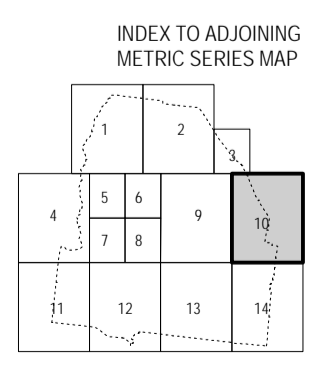 INDEX TO ADJOINING
METRIC SERIES MAP
1 2
3
4 5 6 9 10
7 8
11 12 13 14